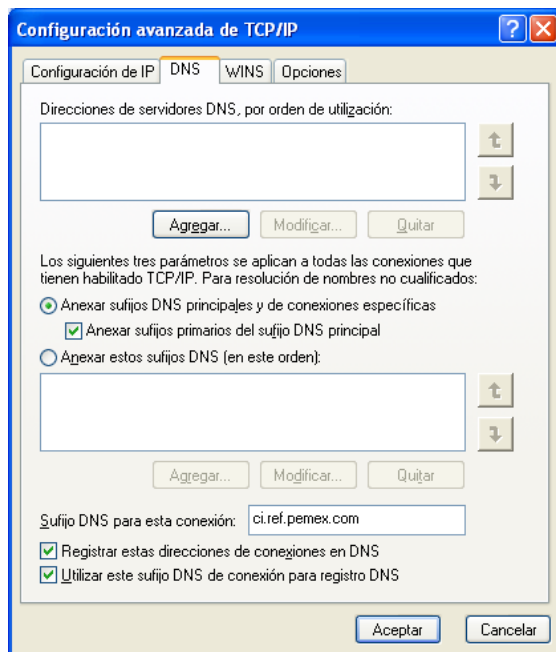 Configuración avanzada de TCP/IP
Configuración de IP DNS WINS Opciones
Direcciones de servidores DNS, por orden de utilización:
Agregar... Modificar... Quitar
Los siguientes tres parámetros se aplican a todas las conexiones que
tienen habilitado TCP/IP. Para resolución de nombres no cualificados:
Anexar sufijos DNS principales y de conexiones específicas
Anexar sufijos primarios del sufijo DNS principal
Anexar estos sufijos DNS (en este orden):
Agregar... Modificar... Quitar
Sufijo DNS para esta conexión: ci.ref.pemex.com
Registrar estas direcciones de conexiones en DNS
Utilizar este sufijo DNS de conexión para registro DNS
Aceptar Cancelar